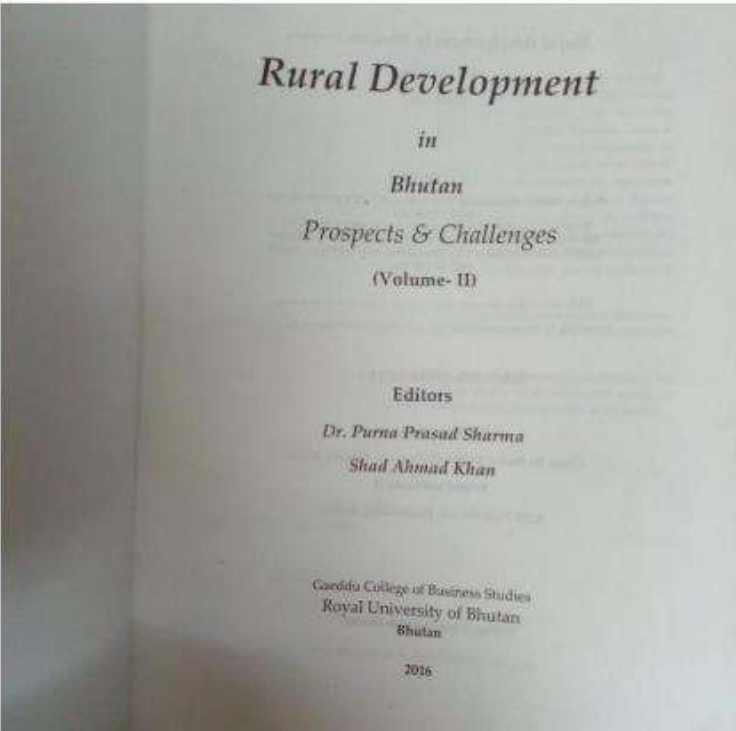 Rural Development
in
Bhutan
Prospects & Challenges
(Volume- II)
Editors
Dr. Purna Prasad Sharma
Shad Ahmad Khan
Gaeddu College of Business Studies
Royal University of Bhutan
Bhutan
2016